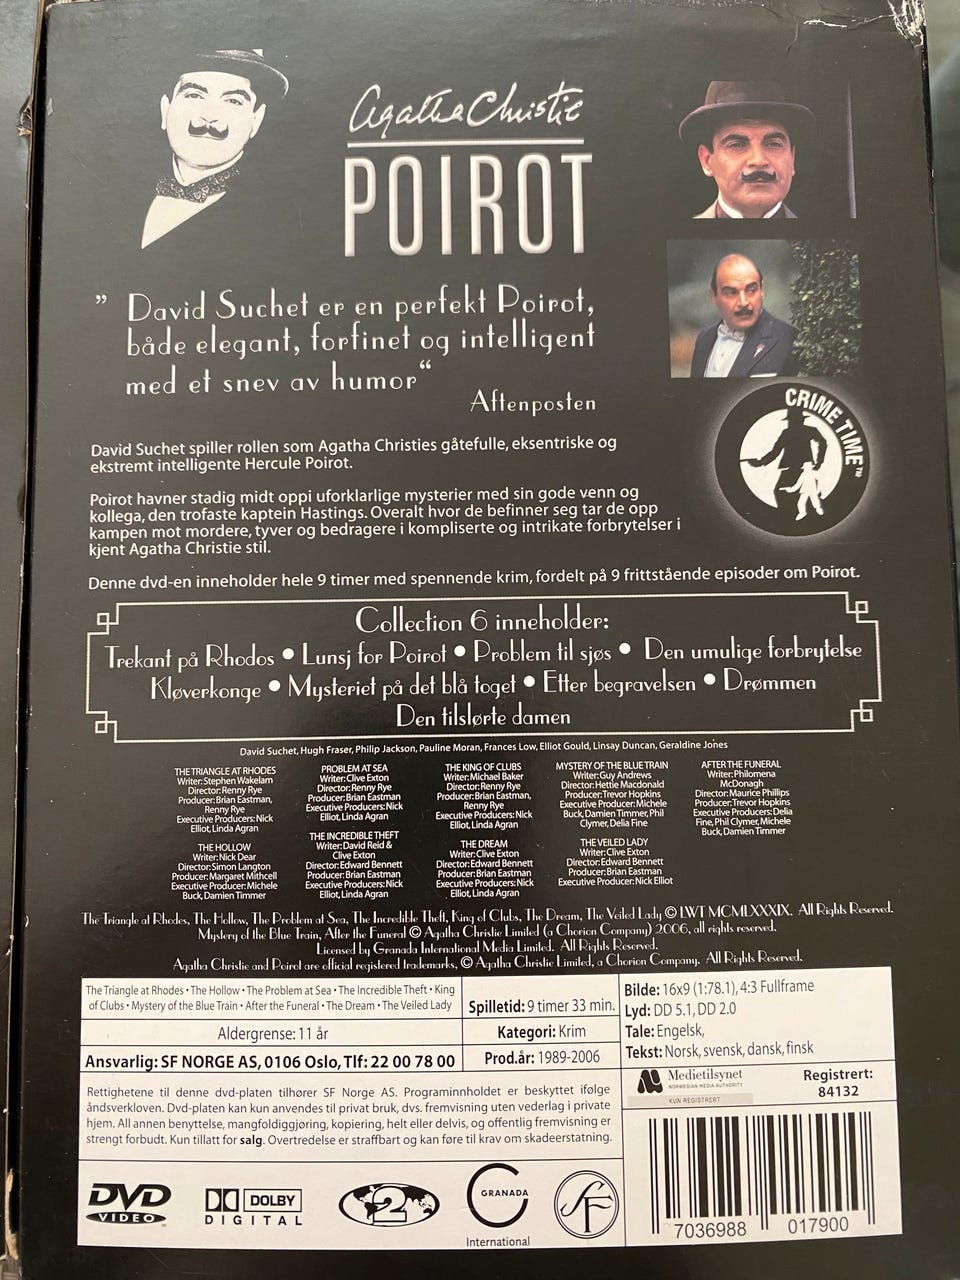 Agatha Christie
POIROT
” David Suchet er en perfekt Poirot,
både elegant, forfinet og intelligent
med et snev av humor“
Aftenposten
CRIME TIME™
David Suchet spiller rollen som Agatha Christies gåtefulle, eksentriske og
ekstremt intelligente Hercule Poirot.
Poirot havner stadig midt oppi uforklarlige mysterier med sin gode venn og
kollega, den trofaste kaptein Hastings. Overalt hvor de befinner seg tar de opp
kampen mot mordere, tyver og bedragere i kompliserte og intrikate forbrytelser i
kjent Agatha Christie stil.
Denne dvd-en inneholder hele 9 timer med spennende krim, fordelt på 9 frittstående episoder om Poirot.
Collection 6 inneholder:
Trekant på Rhodos • Lunsj for Poirot • Problem til sjøs • Den umulige forbrytelse
Kløverkonge • Mysteriet på det blå toget • Etter begravelsen • Drømmen
Den tilslørte damen
David Suchet, Hugh Fraser, Philip Jackson, Pauline Moran, Frances Low, Elliot Gould, Linsay Duncan, Geraldine Jones
THE TRIANGLE AT RHODES
Writer: Stephen Wakelam
Director: Renny Rye
Producer: Brian Eastman,
Renny Rye
Executive Producers: Nick
Elliot, Linda Agran
THE HOLLOW
Writer: Nick Dear
Director: Simon Langton
Producer: Margaret Mithcell
Executive Producer: Michele
Buck, Damien Timmer
PROBLEM AT SEA
Writer: Clive Exton
Director: Renny Rye
Producer: Brian Eastman
Executive Producers: Nick
Elliot, Linda Agran
THE INCREDIBLE THEFT
Writer: David Reid &
Clive Exton
Director: Edward Bennett
Producer: Brian Eastman
Executive Producers: Nick
Elliot, Linda Agran
THE KING OF CLUBS
Writer: Michael Baker
Director: Renny Rye
Producer: Brian Eastman,
Renny Rye
Executive Producers: Nick
Elliot, Linda Agran
THE DREAM
Writer: Clive Exton
Director: Edward Bennett
Producer: Brian Eastman
Executive Producers: Nick
Elliot, Linda Agran
MYSTERY OF THE BLUE TRAIN
Writer: Guy Andrews
Director: Hettie Macdonald
Producer: Trevor Hopkins
Executive Producer: Michele
Buck, Damien Timmer, Phil
Clymer, Delia Fine
THE VEILED LADY
Writer: Clive Exton
Director: Edward Bennett
Producer: Brian Eastman
Executive Producer: Nick Elliot
AFTER THE FUNERAL
Writer: Philomena
McDonagh
Director: Maurice Phillips
Producer: Trevor Hopkins
Executive Producers: Delia
Fine, Phil Clymer, Michele
Buck, Damien Timmer
The Triangle at Rhodes, The Hollow, The Problem at Sea, The Incredible Theft, King of Clubs, The Dream, The Veiled Lady © LWT MCMLXXXIX. All Rights Reserved.
Mystery of the Blue Train, After the Funeral © Agatha Christie Limited (a Chorion Company) 2006, all rights reserved.
Licensed by Granada International Media Limited. All Rights Reserved.
Agatha Christie and Poirot are official registered trademarks, © Agatha Christie Limited, a Chorion Company. All Rights Reserved.
The Triangle at Rhodes • The Hollow • The Problem at Sea • The Incredible Theft • King
of Clubs • Mystery of the Blue Train • After the Funeral • The Dream • The Veiled Lady
Spilletid: 9 timer 33 min.
Aldergrense: 11 år
Kategori: Krim
Ansvarlig: SF NORGE AS, 0106 Oslo, Tlf: 22 00 78 00
Prod.år: 1989-2006
Bilde: 16x9 (1:78.1), 4:3 Fullframe
Lyd: DD 5.1, DD 2.0
Tale: Engelsk,
Tekst: Norsk, svensk, dansk, finsk
Medietilsynet
NORWEGIAN MEDIA AUTHORITY
KUN REGISTRERT
Registrert:
84132
Rettighetene til denne dvd-platen tilhører SF Norge AS. Programinnholdet er beskyttet ifølge
åndsverkloven. Dvd-platen kan kun anvendes til privat bruk, dvs. fremvisning uten vederlag i private
hjem. All annen benyttelse, mangfoldiggjøring, kopiering, helt eller delvis, og offentlig fremvisning er
strengt forbudt. Kun tillatt for salg. Overtredelse er straffbart og kan føre til krav om skadeerstatning.
DVD
VIDEO
DOLBY
DIGITAL
2
GRANADA
International
SF
7036988 017900